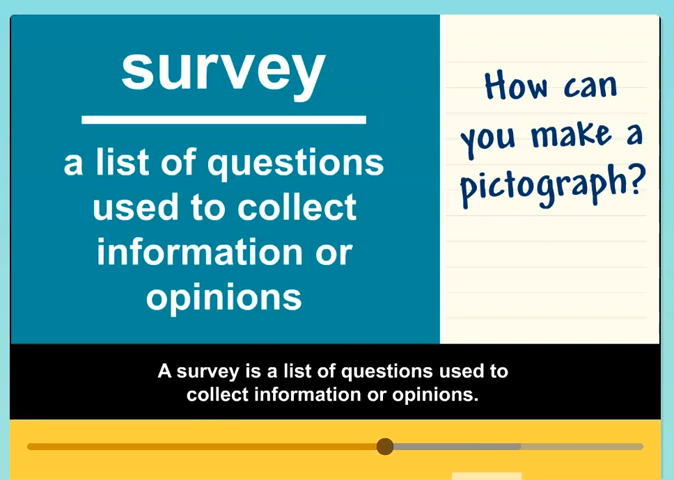 survey
a list of questions
used to collect
information or
opinions
How can
you make a
pictograph?
A survey is a list of questions used to
collect information or opinions.